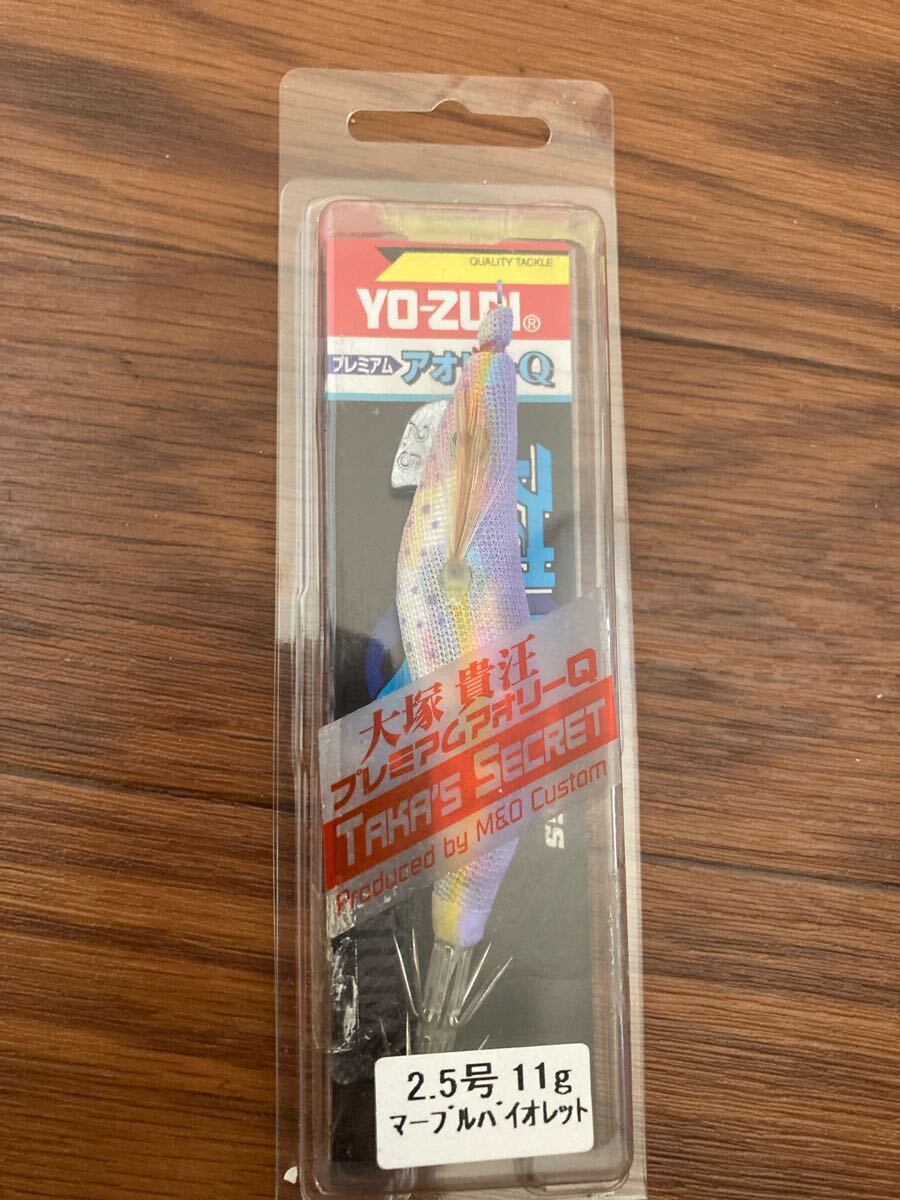 QUALITY TACKLE
YO-ZURI®
プレミアム アオリーQ
2.5
大塚 貴汪
プレミアムアオリーQ
TAKA'S SECRET
Produced by M&O Custom
2.5号 11g
マーブルバイオレット